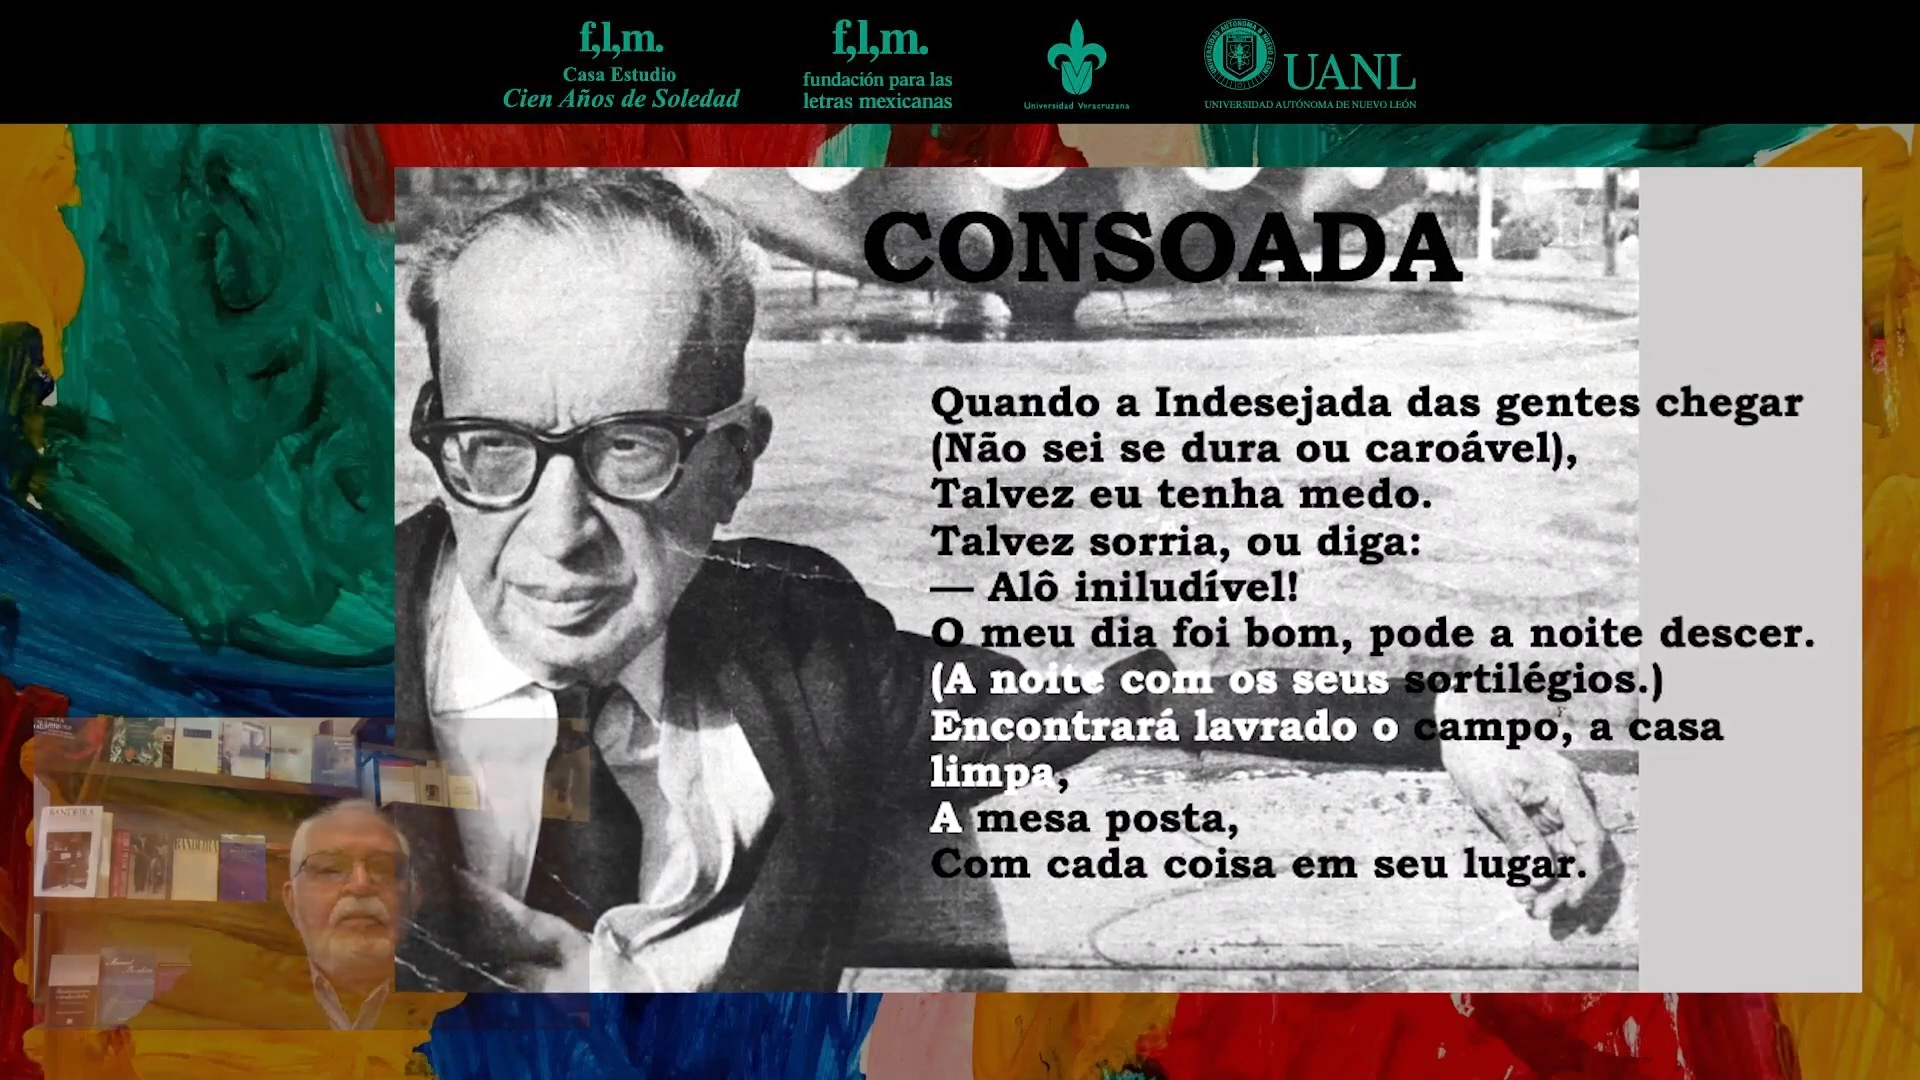 f,l,m.
Casa Estudio
Cien Años de Soledad
f,l,m.
fundación para las
letras mexicanas
Universidad Veracruzana
UANL
UNIVERSIDAD AUTÓNOMA DE NUEVO LEÓN
CONSOADA
Quando a Indesejada das gentes chegar
(Não sei se dura ou caroável),
Talvez eu tenha medo.
Talvez sorria, ou diga:
— Alô iniludível!
O meu dia foi bom, pode a noite descer.
(A noite com os seus sortilégios.)
Encontrará lavrado o campo, a casa
limpa,
A mesa posta,
Com cada coisa em seu lugar.
BANDEIRA
BANDEIRA